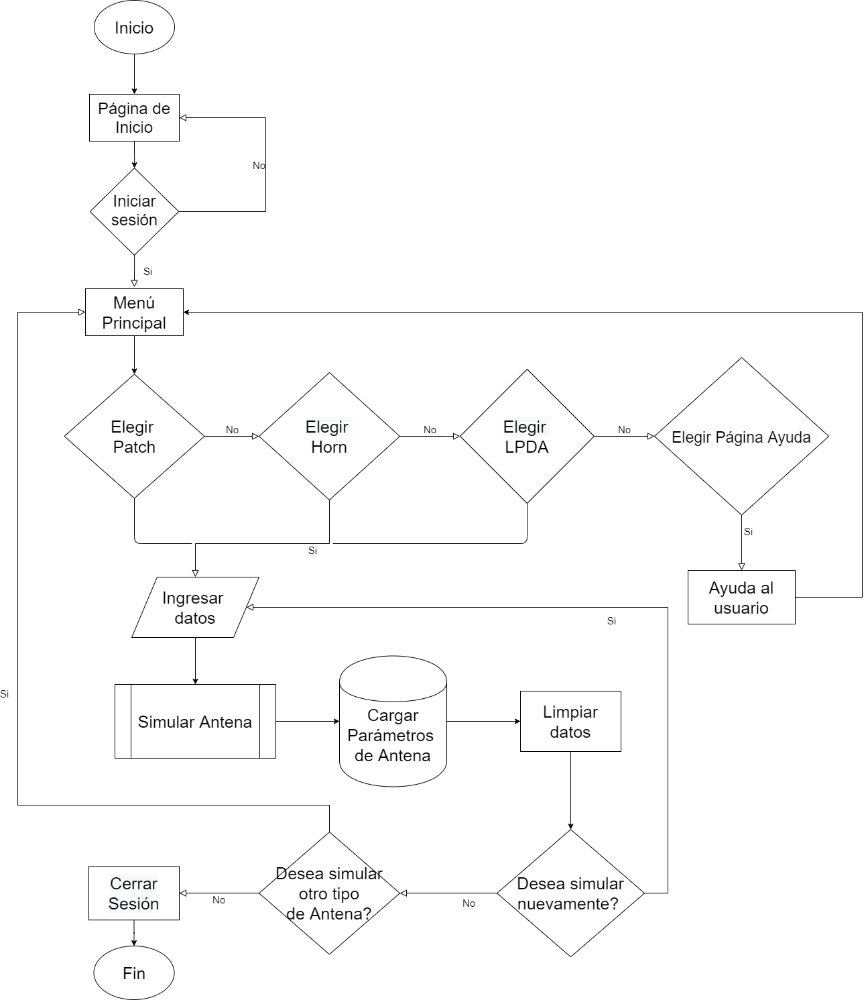 Inicio
Página de
Inicio
No
Iniciar
sesión
Si
Menú
Principal
Elegir
Patch
No
Elegir
Horn
No
Elegir
LPDA
No
Elegir Página Ayuda
Si
Si
Ingresar
datos
Ayuda al
usuario
Si
Si
Simular Antena
Cargar
Parámetros
de Antena
Limpiar
datos
Desea simular
nuevamente?
No
Desea simular
otro tipo
de Antena?
No
Cerrar
Sesión
Fin